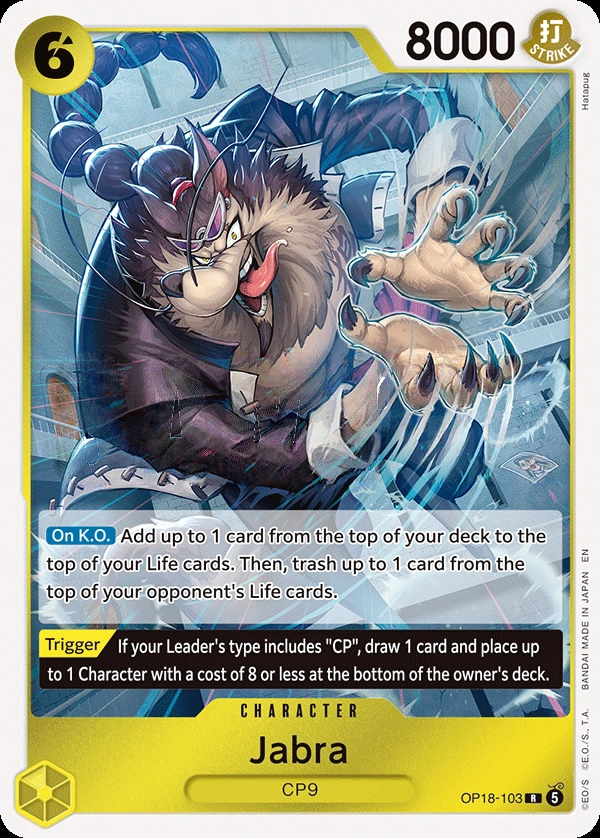 6
8000
打
STRIKE
Hatapug
On K.O. Add up to 1 card from the top of your deck to the
top of your Life cards. Then, trash up to 1 card from the
top of your opponent's Life cards.
Trigger If your Leader's type includes "CP", draw 1 card and place up
to 1 Character with a cost of 8 or less at the bottom of the owner's deck.
CHARACTER
Jabra
CP9
OP18-103 R 5
©EO/S ©E.O./S., T.A. BANDAI MADE IN JAPAN EN